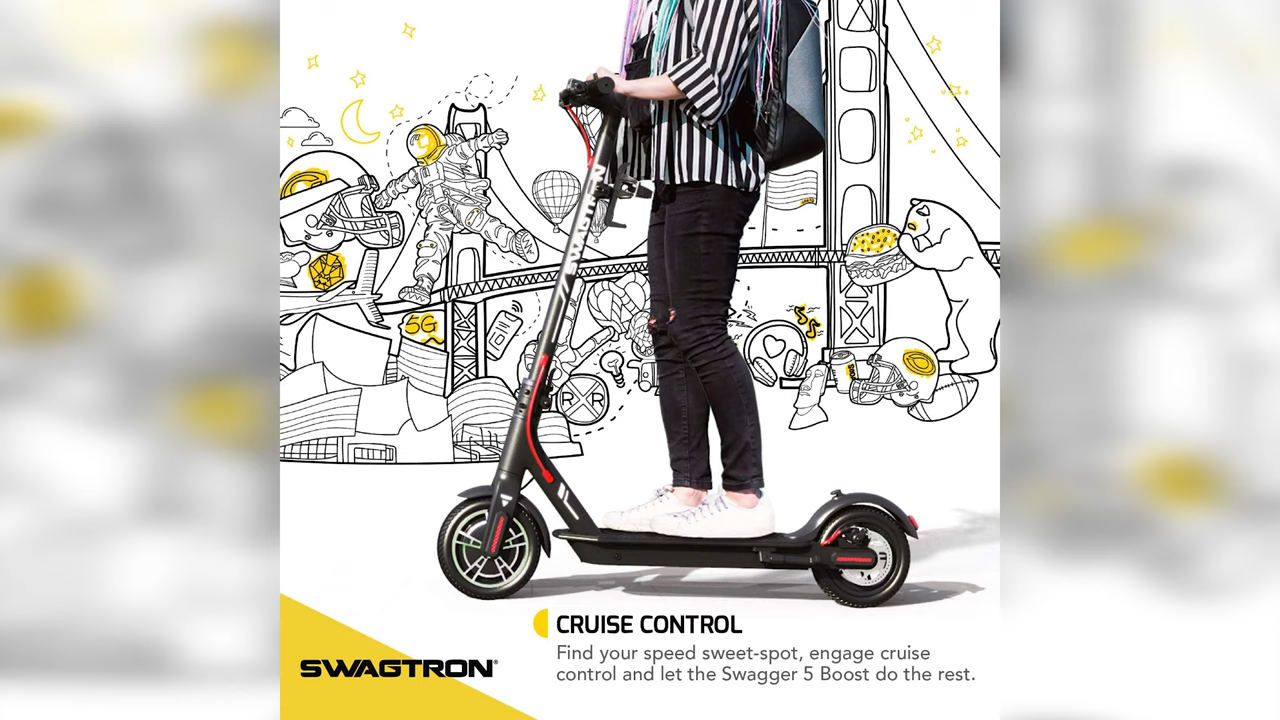 SWAGTRON
5G
R R
CRUISE CONTROL
Find your speed sweet-spot, engage cruise
control and let the Swagger 5 Boost do the rest.
SWAGTRON®